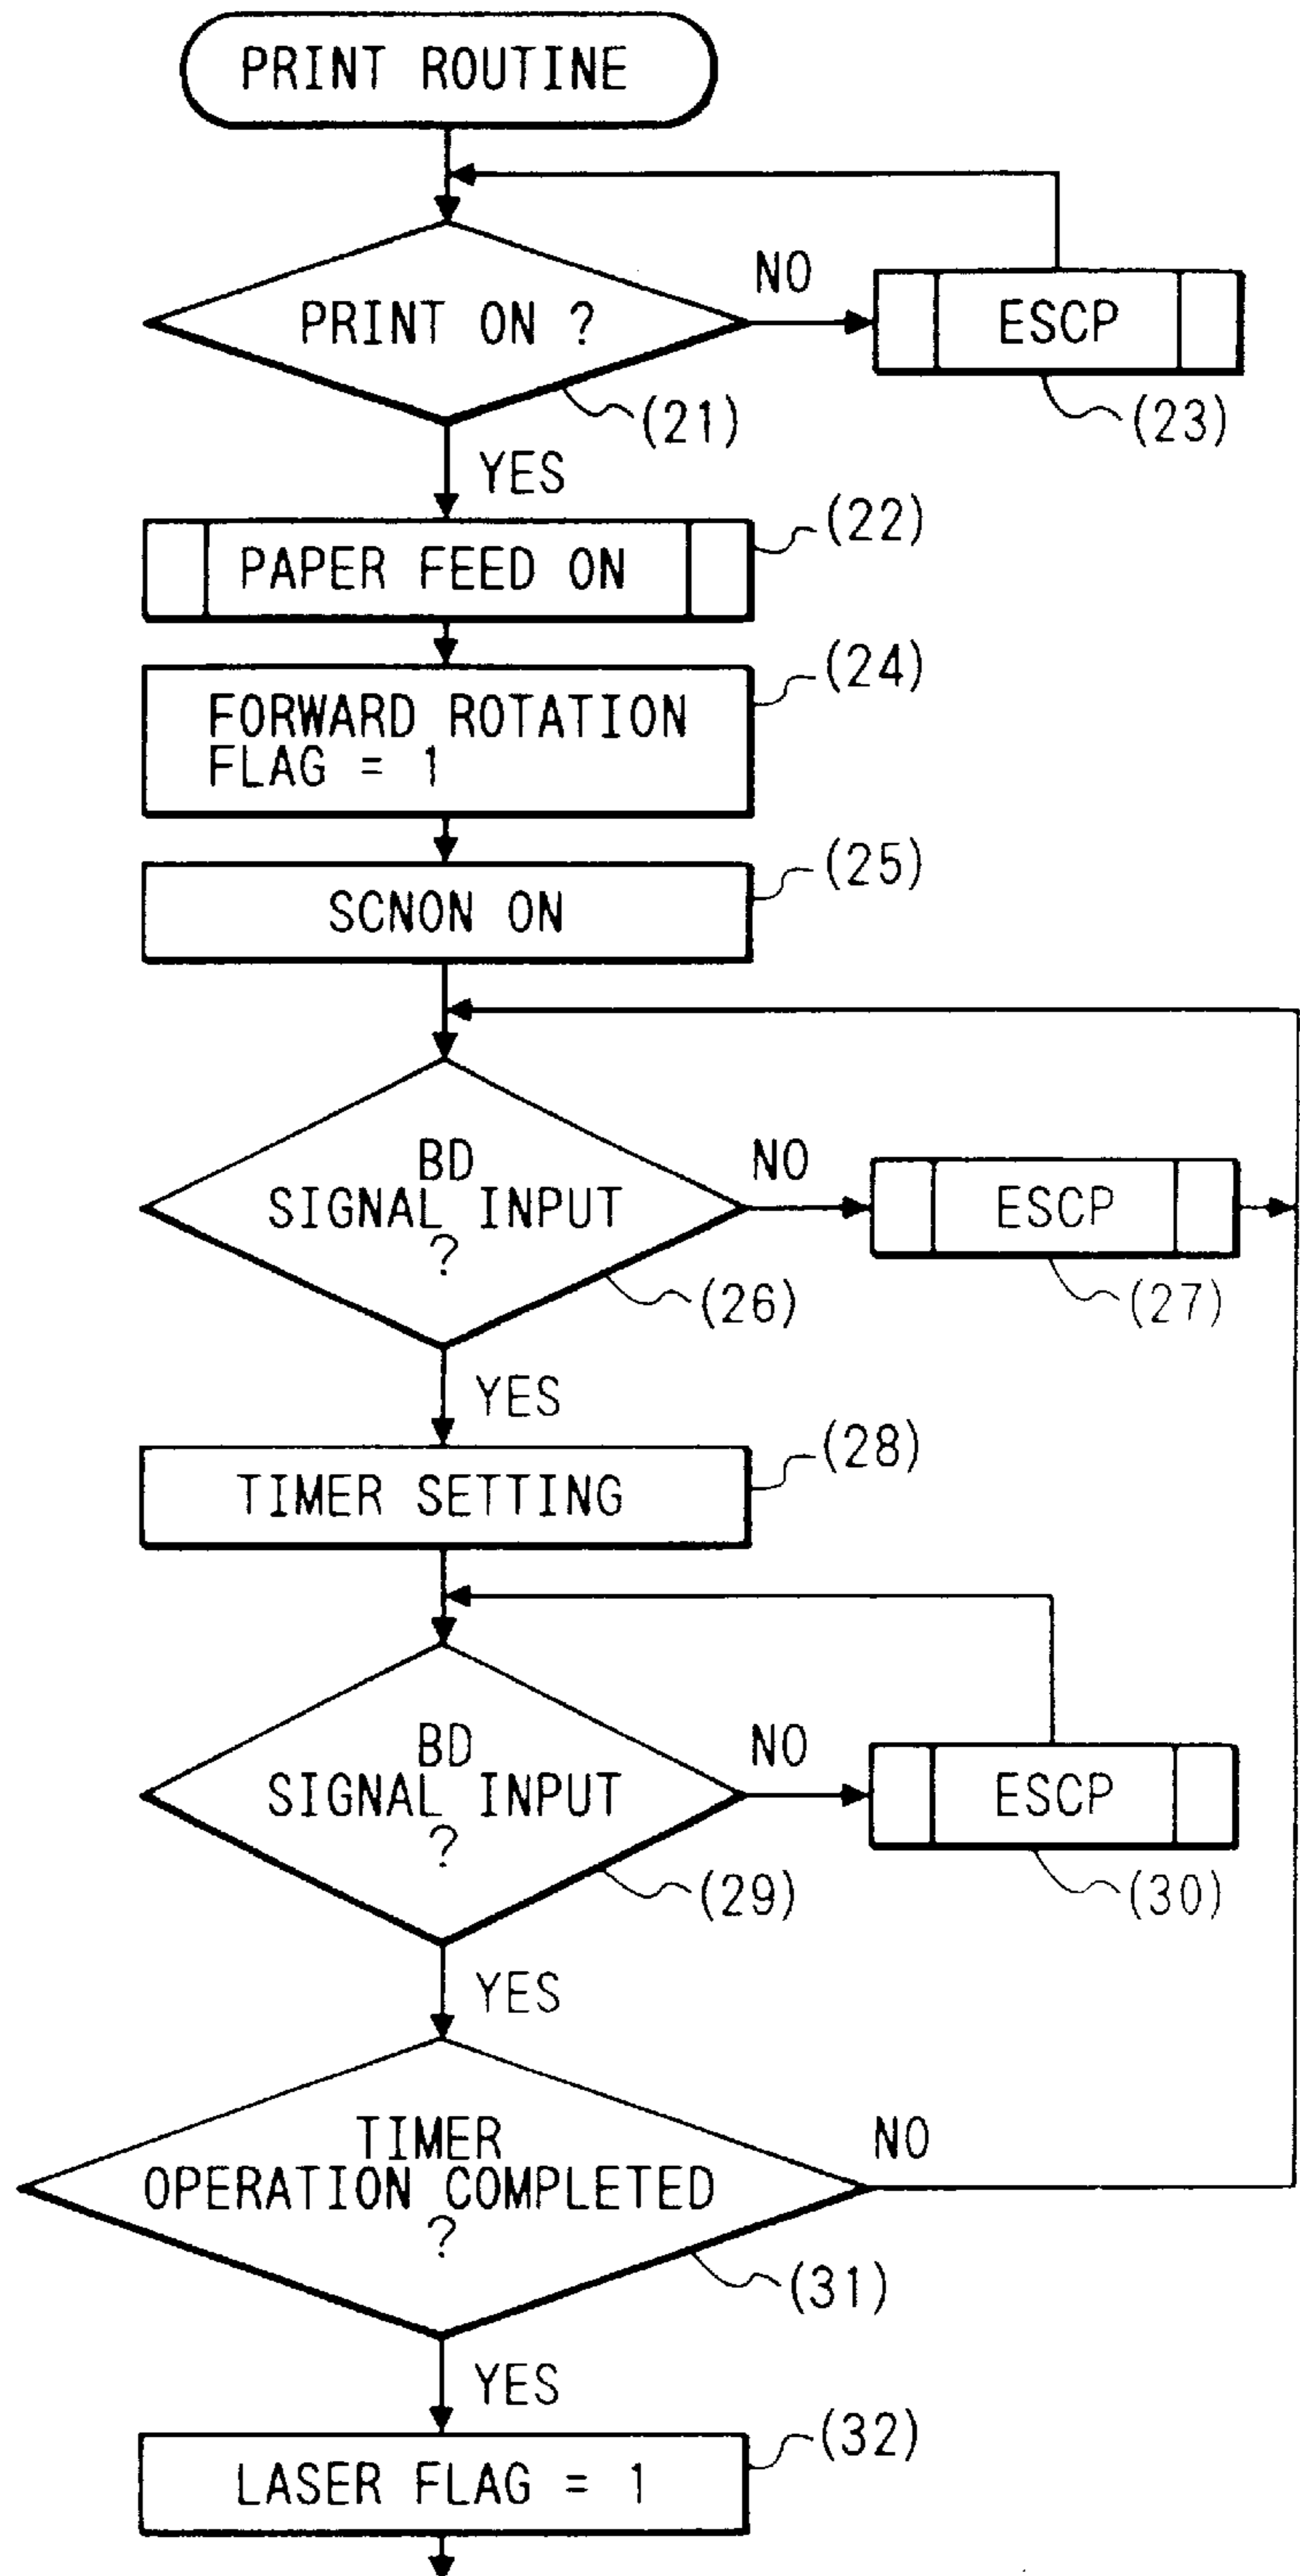 PRINT ROUTINE
PRINT ON ?
NO
ESCP
(21)
(23)
YES
PAPER FEED ON
(22)
FORWARD ROTATION
FLAG = 1
(24)
SCNON ON
(25)
BD
SIGNAL INPUT
?
NO
ESCP
(26)
(27)
YES
TIMER SETTING
(28)
BD
SIGNAL INPUT
?
NO
ESCP
(29)
(30)
YES
TIMER
OPERATION COMPLETED
?
NO
(31)
YES
LASER FLAG = 1
(32)